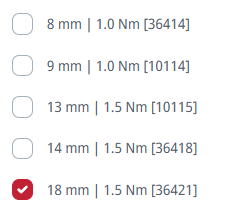 8 mm | 1.0 Nm [36414]
9 mm | 1.0 Nm [10114]
13 mm | 1.5 Nm [10115]
14 mm | 1.5 Nm [36418]
18 mm | 1.5 Nm [36421]